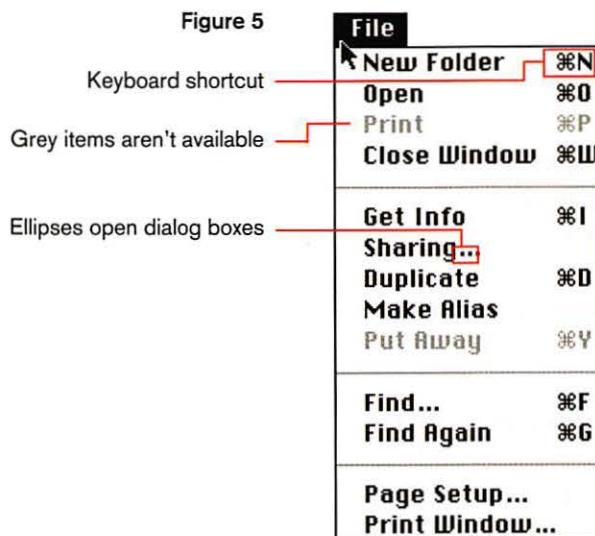 Figure 5
File
Keyboard shortcut
Grey items aren't available
Ellipses open dialog boxes
New Folder ⌘N
Open ⌘O
Print ⌘P
Close Window ⌘W
Get Info ⌘I
Sharing...
Duplicate ⌘D
Make Alias
Put Away ⌘Y
Find... ⌘F
Find Again ⌘G
Page Setup...
Print Window...